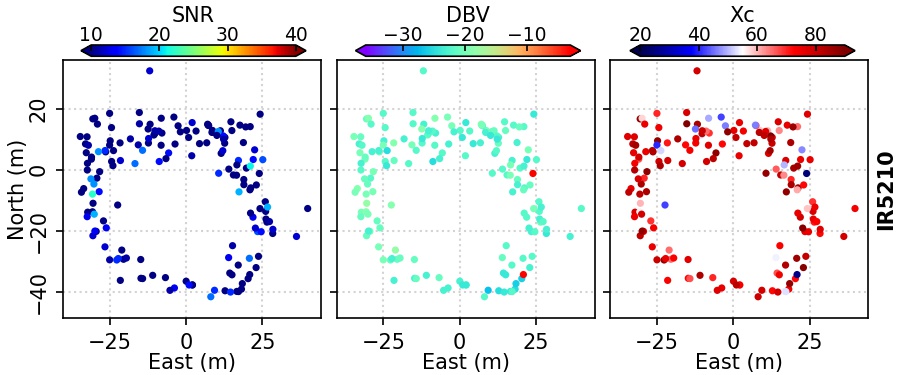 SNR DBV Xc
10 20 30 40 −30 −20 −10 20 40 60 80
20
0
−20
−40
North (m)
IR5210
−25 0 25 −25 0 25 −25 0 25
East (m) East (m) East (m)